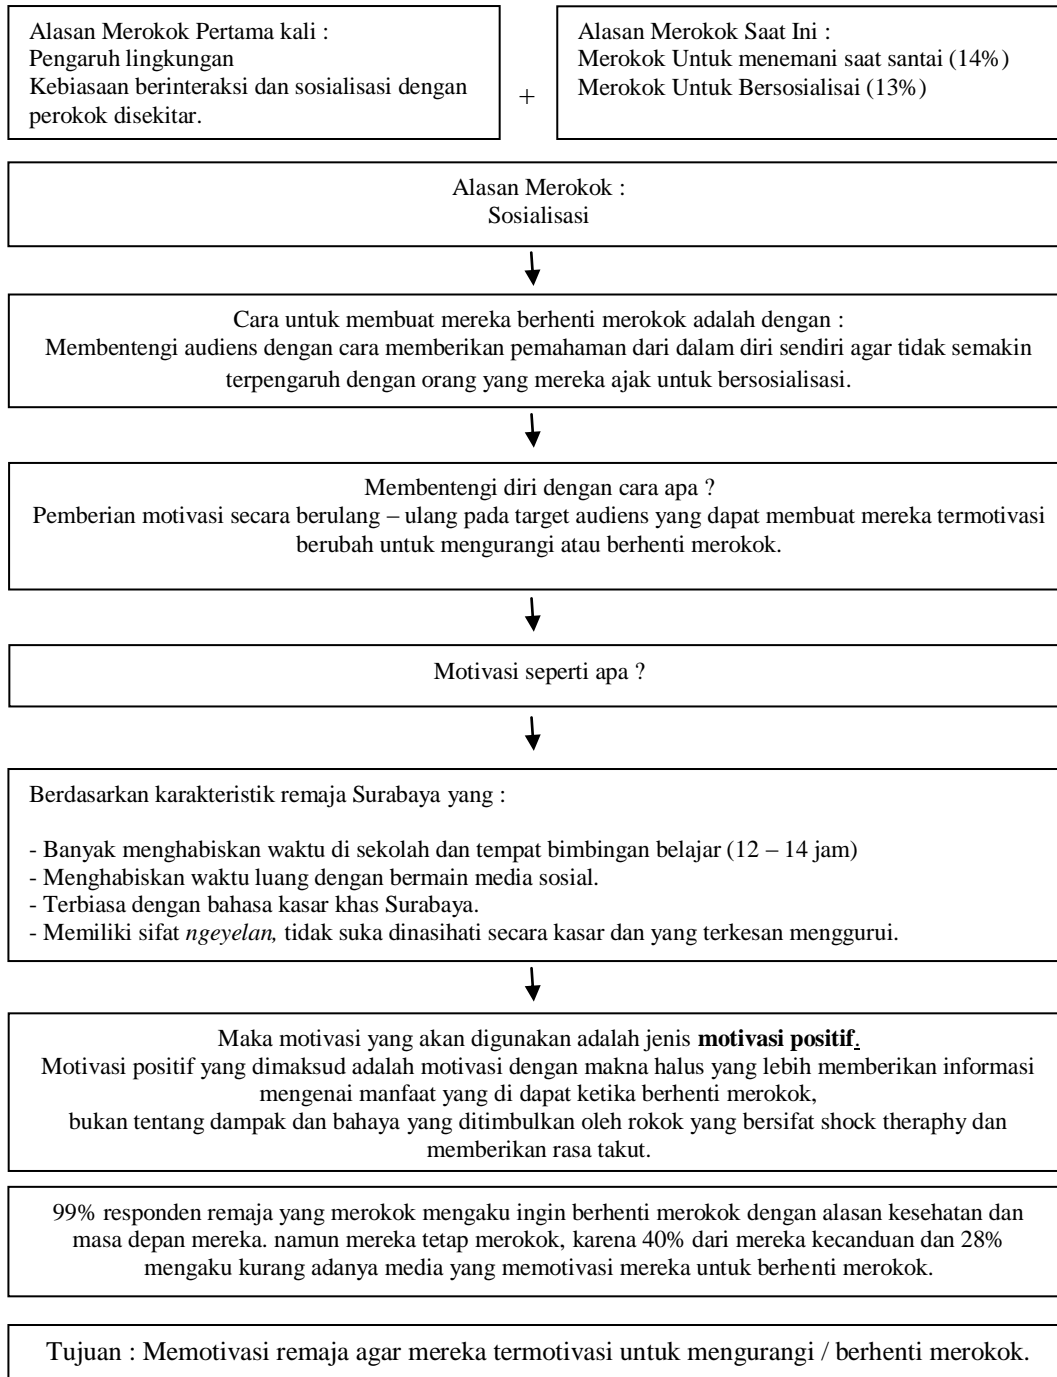 Alasan Merokok Pertama kali :
Pengaruh lingkungan
Kebiasaan berinteraksi dan sosialisasi dengan
perokok disekitar.
+
Alasan Merokok Saat Ini :
Merokok Untuk menemani saat santai (14%)
Merokok Untuk Bersosialisai (13%)
Alasan Merokok :
Sosialisasi
Cara untuk membuat mereka berhenti merokok adalah dengan :
Membentengi audiens dengan cara memberikan pemahaman dari dalam diri sendiri agar tidak semakin
terpengaruh dengan orang yang mereka ajak untuk bersosialisasi.
Membentengi diri dengan cara apa ?
Pemberian motivasi secara berulang – ulang pada target audiens yang dapat membuat mereka termotivasi
berubah untuk mengurangi atau berhenti merokok.
Motivasi seperti apa ?
Berdasarkan karakteristik remaja Surabaya yang :
- Banyak menghabiskan waktu di sekolah dan tempat bimbingan belajar (12 – 14 jam)
- Menghabiskan waktu luang dengan bermain media sosial.
- Terbiasa dengan bahasa kasar khas Surabaya.
- Memiliki sifat ngeyelan, tidak suka dinasihati secara kasar dan yang terkesan menggurui.
Maka motivasi yang akan digunakan adalah jenis motivasi positif.
Motivasi positif yang dimaksud adalah motivasi dengan makna halus yang lebih memberikan informasi
mengenai manfaat yang di dapat ketika berhenti merokok,
bukan tentang dampak dan bahaya yang ditimbulkan oleh rokok yang bersifat shock theraphy dan
memberikan rasa takut.
99% responden remaja yang merokok mengaku ingin berhenti merokok dengan alasan kesehatan dan
masa depan mereka. namun mereka tetap merokok, karena 40% dari mereka kecanduan dan 28%
mengaku kurang adanya media yang memotivasi mereka untuk berhenti merokok.
Tujuan : Memotivasi remaja agar mereka termotivasi untuk mengurangi / berhenti merokok.